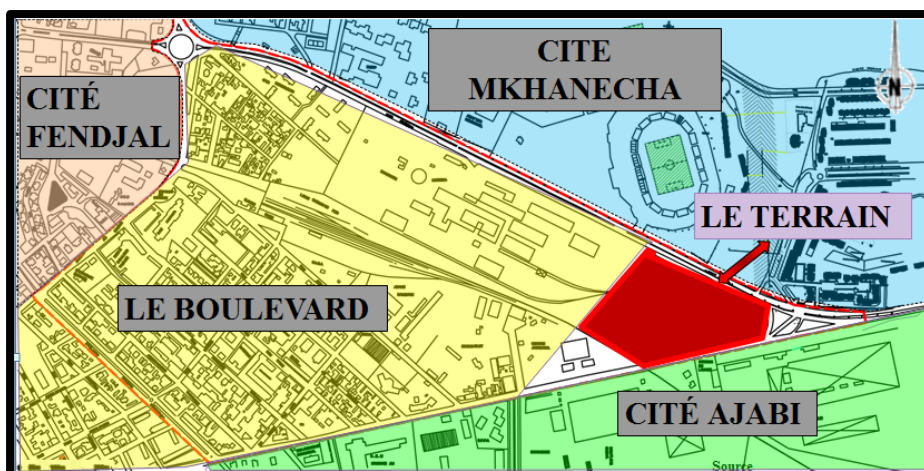 CITE
MKHANECHA
CITÉ
FENDJAL
N
LE TERRAIN
LE BOULEVARD
CITÉ AJABI
Source